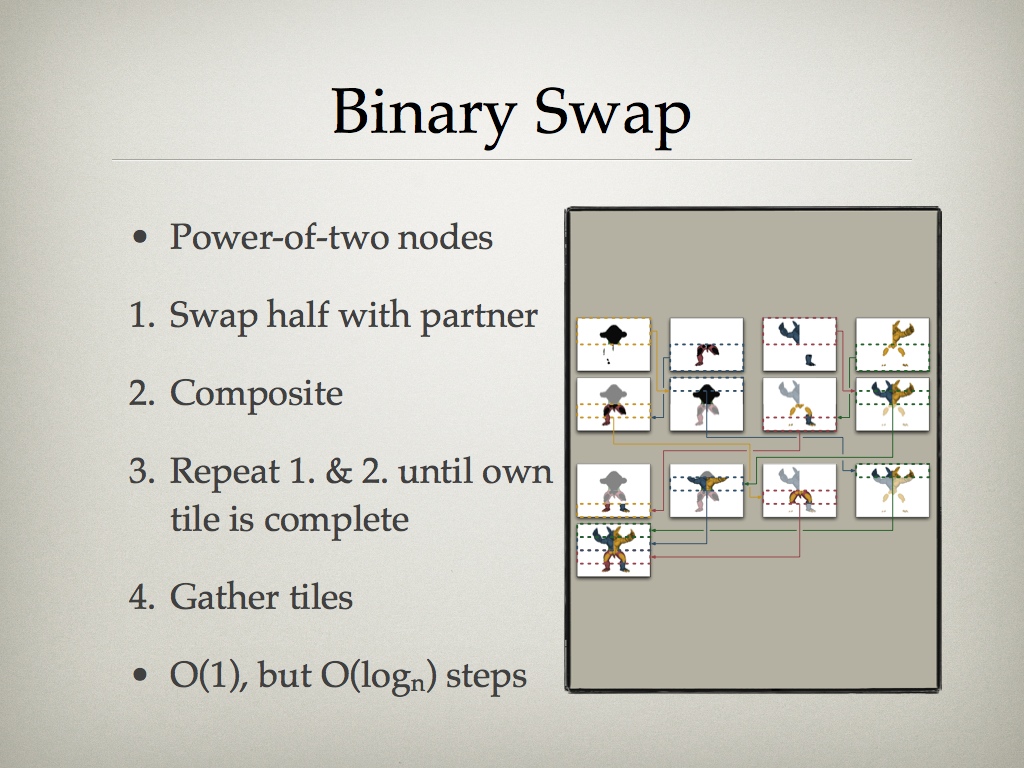 Binary Swap
• Power-of-two nodes
1. Swap half with partner
2. Composite
3. Repeat 1. & 2. until own
tile is complete
4. Gather tiles
• O(1), but O(logₙ) steps